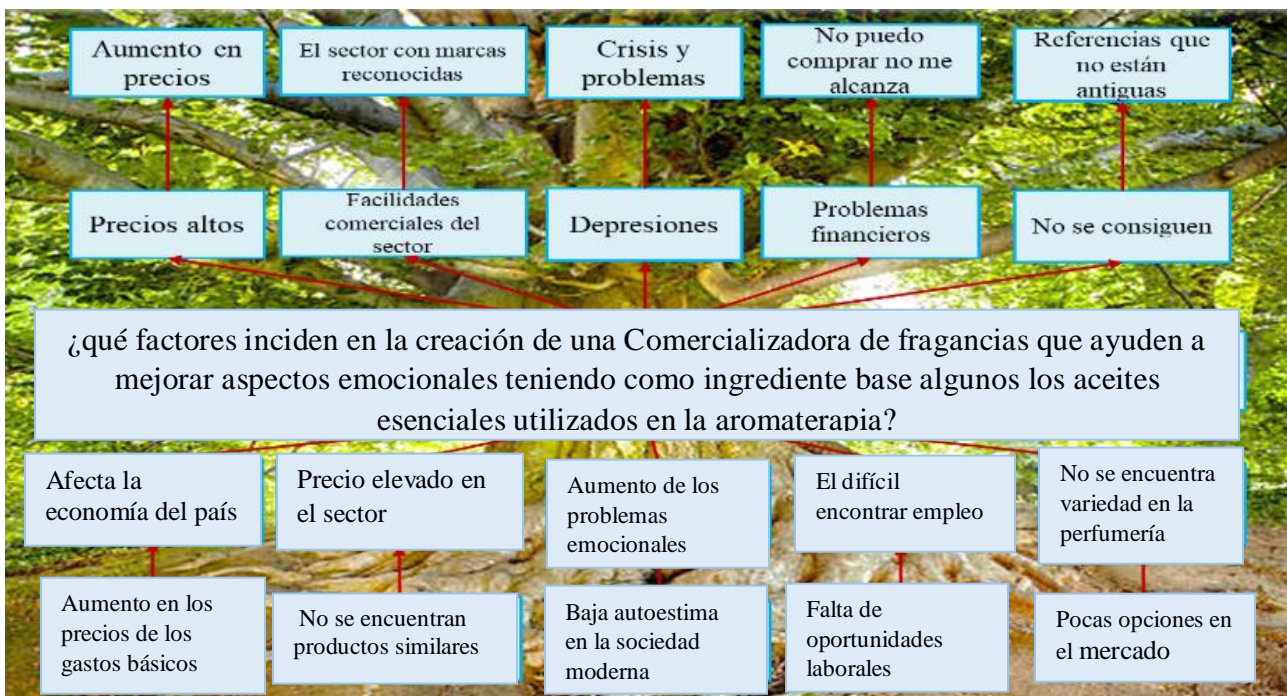 Aumento en
precios
El sector con marcas
reconocidas
Crisis y
problemas
No puedo
comprar no me
alcanza
Referencias que
no están
antiguas
Precios altos
Facilidades
comerciales del
sector
Depresiones
Problemas
financieros
No se consiguen
¿qué factores inciden en la creación de una Comercializadora de fragancias que ayuden a
mejorar aspectos emocionales teniendo como ingrediente base algunos los aceites
esenciales utilizados en la aromaterapia?
Afecta la
economía del país
Precio elevado en
el sector
Aumento de los
problemas
emocionales
El difícil
encontrar empleo
No se encuentra
variedad en la
perfumería
Aumento en los
precios de los
gastos básicos
No se encuentran
productos similares
Baja autoestima
en la sociedad
moderna
Falta de
oportunidades
laborales
Pocas opciones en
el mercado